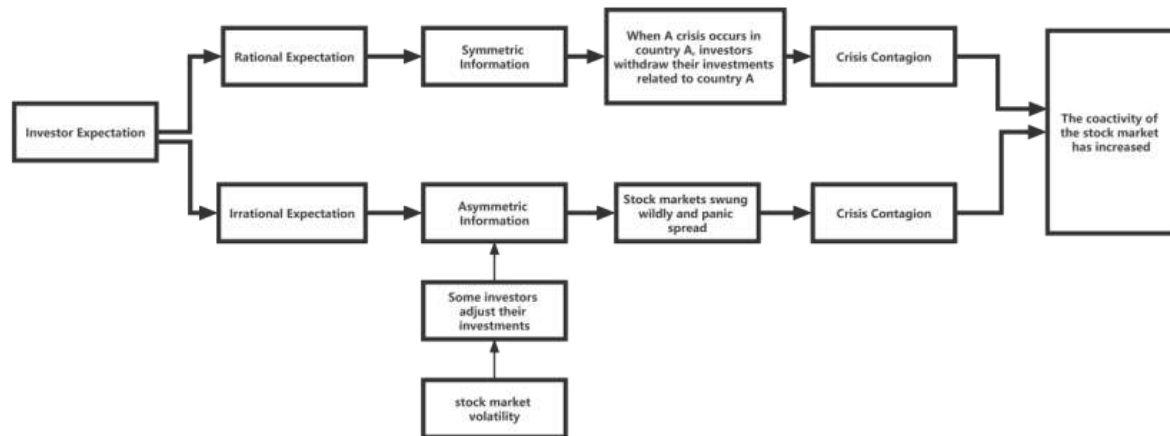 Investor Expectation
Rational Expectation
Symmetric
Information
When A crisis occurs in
country A, investors
withdraw their investments
related to country A
Crisis Contagion
The coactivity of
the stock market
has increased
Irrational Expectation
Asymmetric
Information
Stock markets swung
wildly and panic
spread
Crisis Contagion
Some investors
adjust their
investments
stock market
volatility